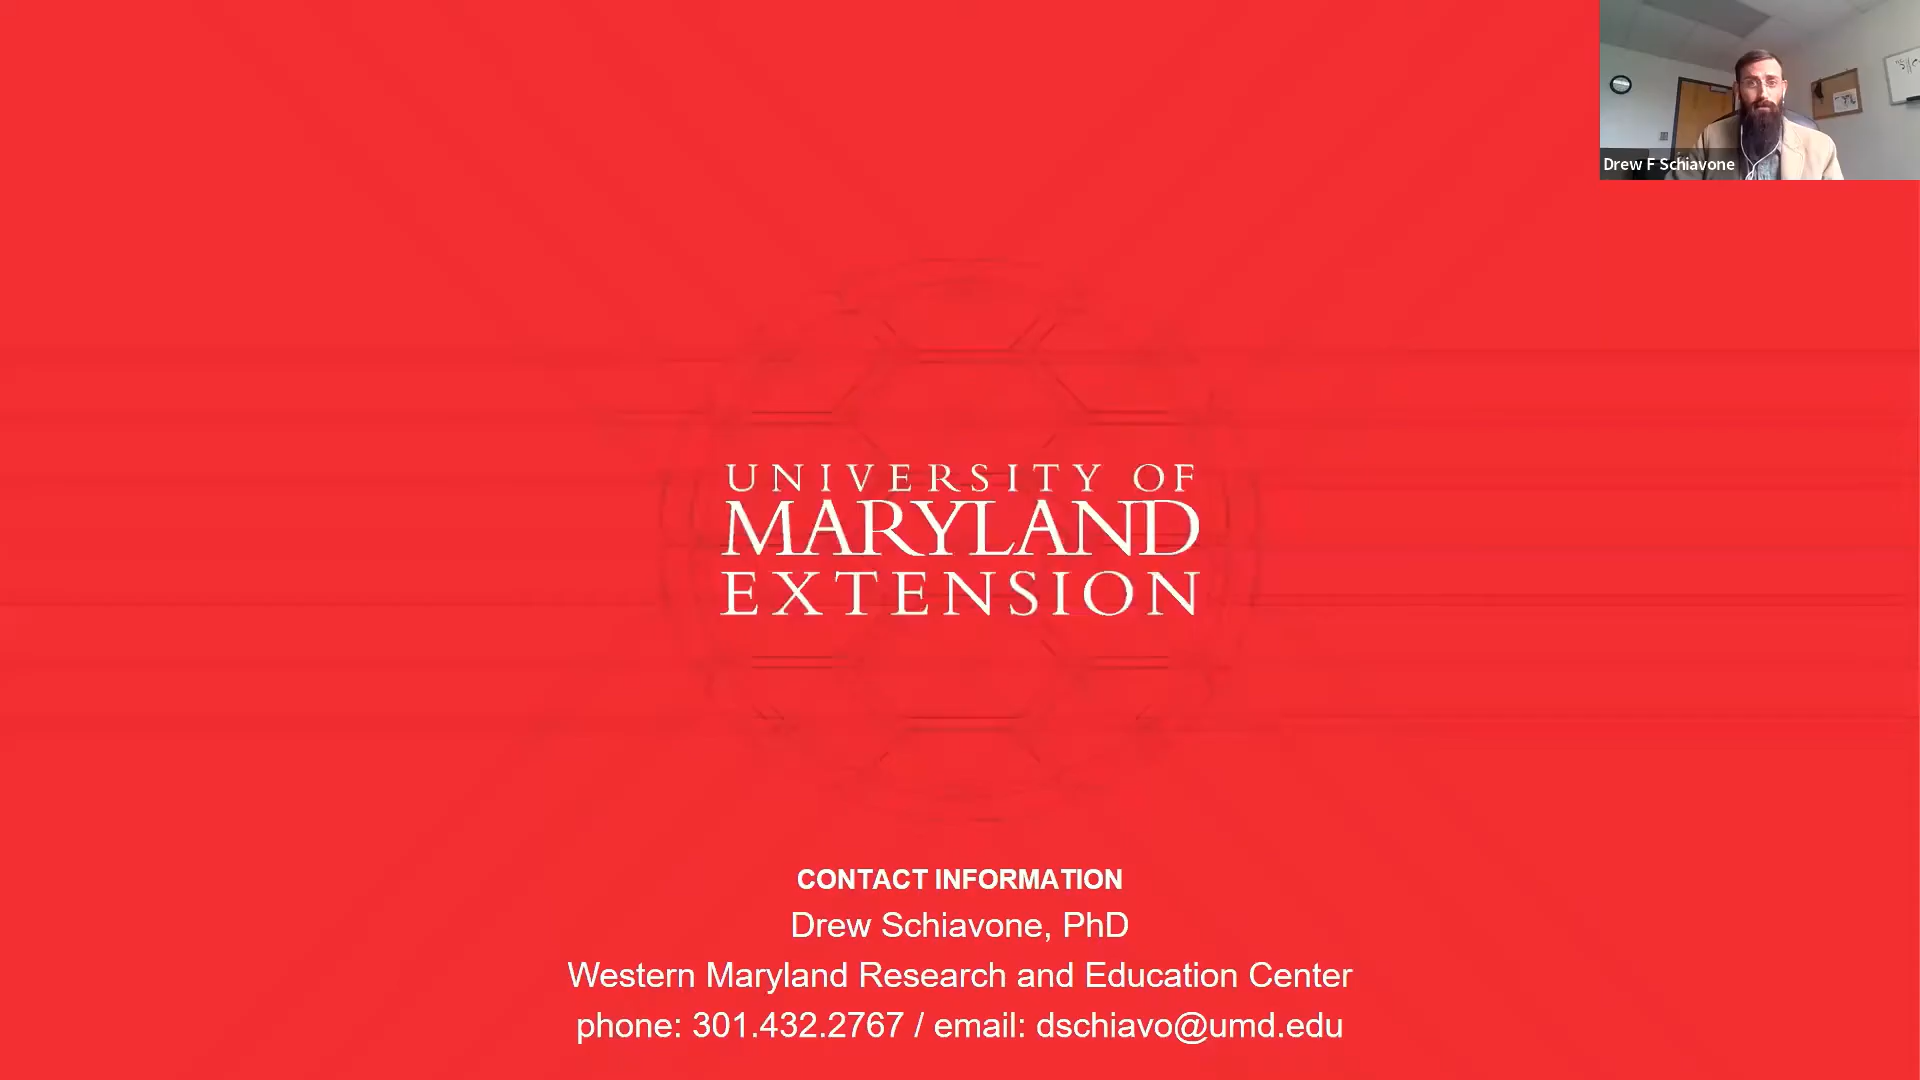 Drew F Schiavone
UNIVERSITY OF
MARYLAND
EXTENSION
CONTACT INFORMATION
Drew Schiavone, PhD
Western Maryland Research and Education Center
phone: 301.432.2767 / email: dschiavo@umd.edu